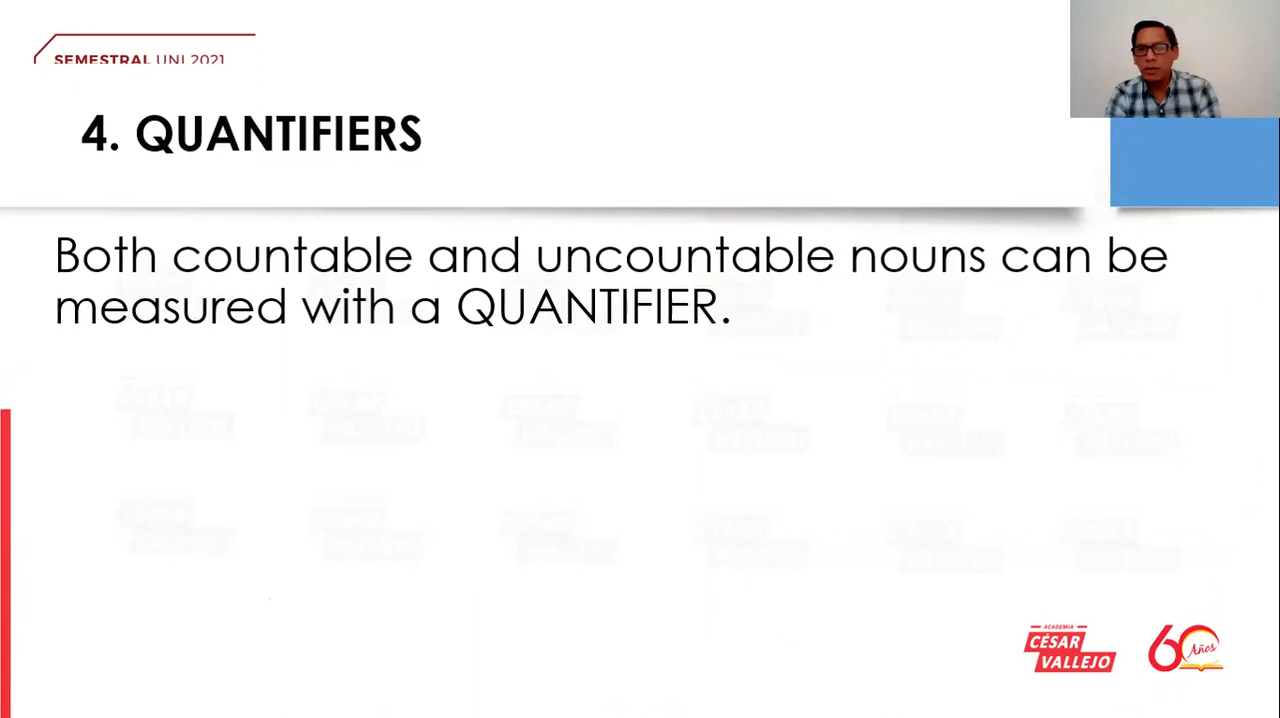 SEMESTRAL UNI 2021
4. QUANTIFIERS
Both countable and uncountable nouns can be
measured with a QUANTIFIER.
ACADEMIA
CÉSAR
VALLEJO
60
Años